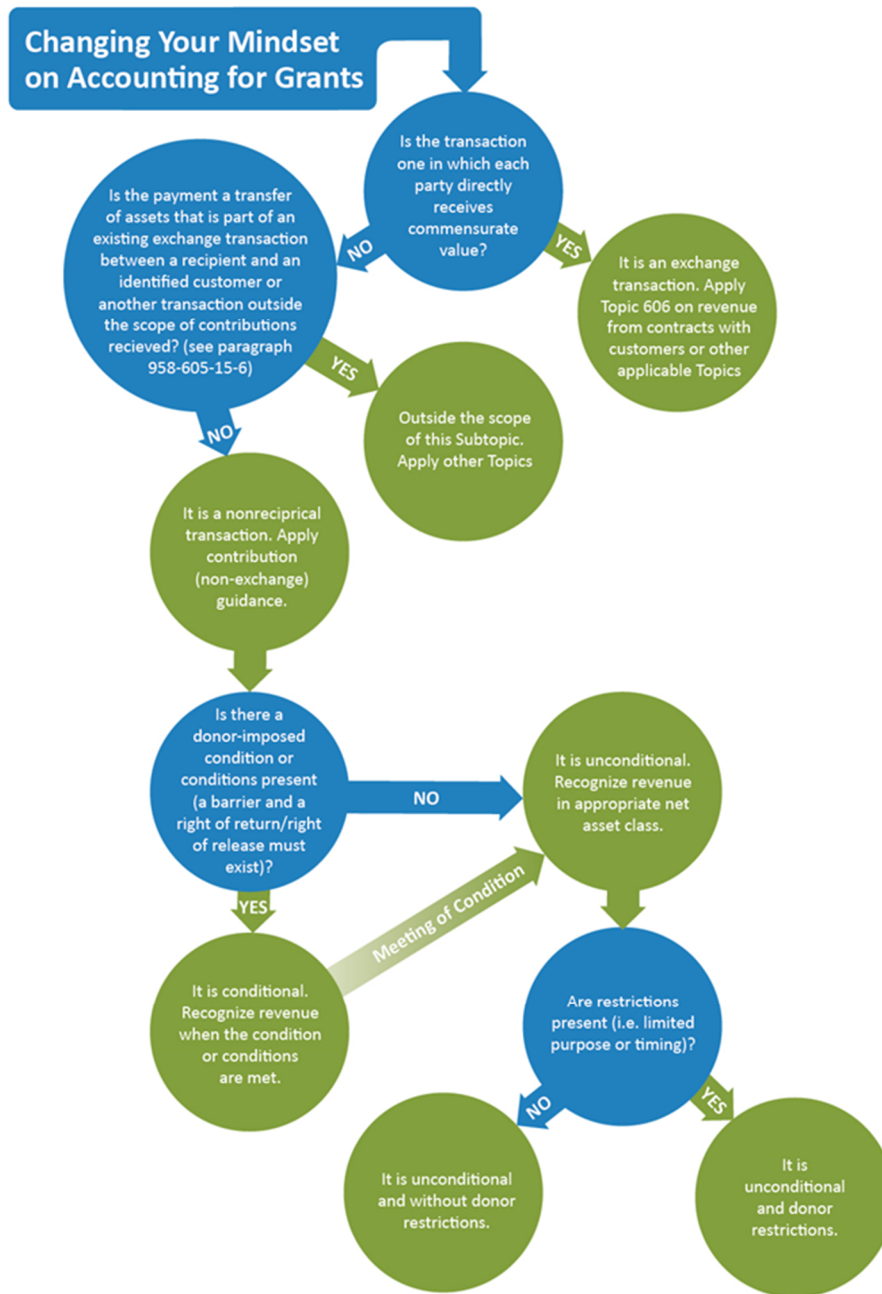 Changing Your Mindset
on Accounting for Grants
Is the transaction
one in which each
party directly
receives
commensurate
value?
NO
YES
Is the payment a transfer
of assets that is part of an
existing exchange transaction
between a recipient and an
identified customer or
another transaction outside
the scope of contributions
recieved? (see paragraph
958-605-15-6)
It is an exchange
transaction. Apply
Topic 606 on revenue
from contracts with
customers or other
applicable Topics
YES
Outside the scope
of this Subtopic.
Apply other Topics
NO
It is a nonreciprical
transaction. Apply
contribution
(non-exchange)
guidance.
Is there a
donor-imposed
condition or
conditions present
(a barrier and a
right of return/right
of release must
exist)?
NO
It is unconditional.
Recognize revenue
in appropriate net
asset class.
YES
Meeting of Condition
It is conditional.
Recognize revenue
when the condition
or conditions
are met.
Are restrictions
present (i.e. limited
purpose or timing)?
NO
YES
It is unconditional
and without donor
restrictions.
It is
unconditional
and donor
restrictions.